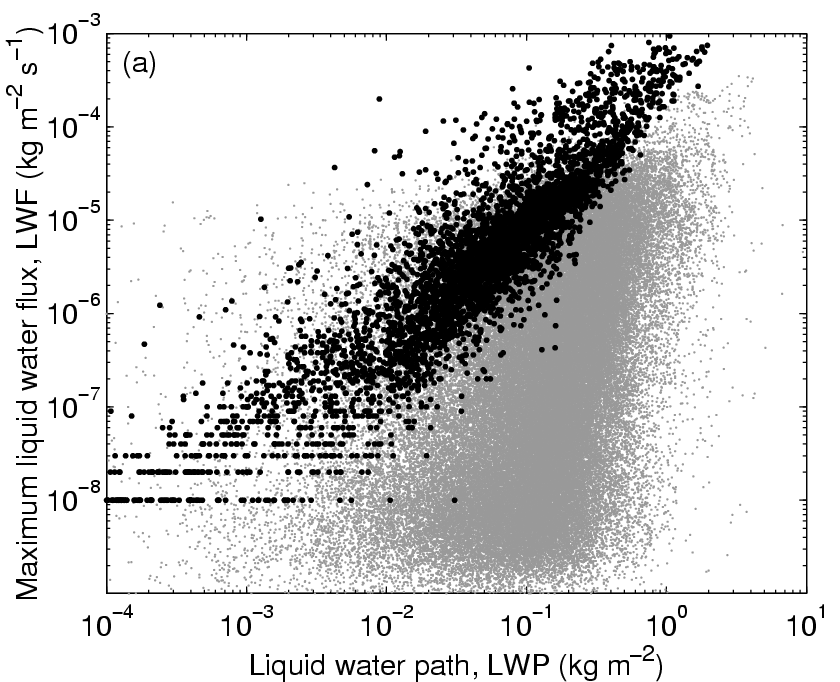 (a)
Maximum liquid water flux, LWF (kg m⁻² s⁻¹)
10⁻³
10⁻⁴
10⁻⁵
10⁻⁶
10⁻⁷
10⁻⁸
10⁻⁴ 10⁻³ 10⁻² 10⁻¹ 10⁰ 10¹
Liquid water path, LWP (kg m⁻²)